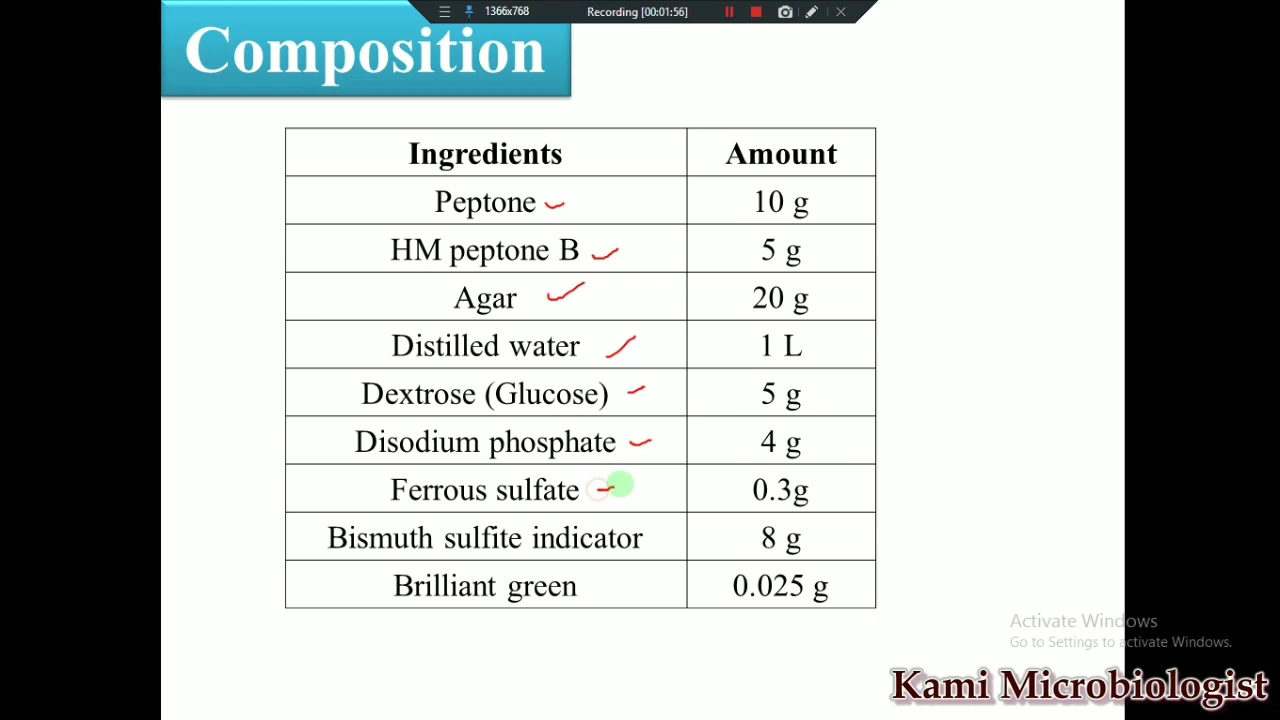 1366x768 Recording [00:01:56]
Composition
Ingredients Amount
Peptone 10 g
HM peptone B 5 g
Agar 20 g
Distilled water 1 L
Dextrose (Glucose) 5 g
Disodium phosphate 4 g
Ferrous sulfate 0.3g
Bismuth sulfite indicator 8 g
Brilliant green 0.025 g
Activate Windows
Go to Settings to activate Windows.
Kami Microbiologist